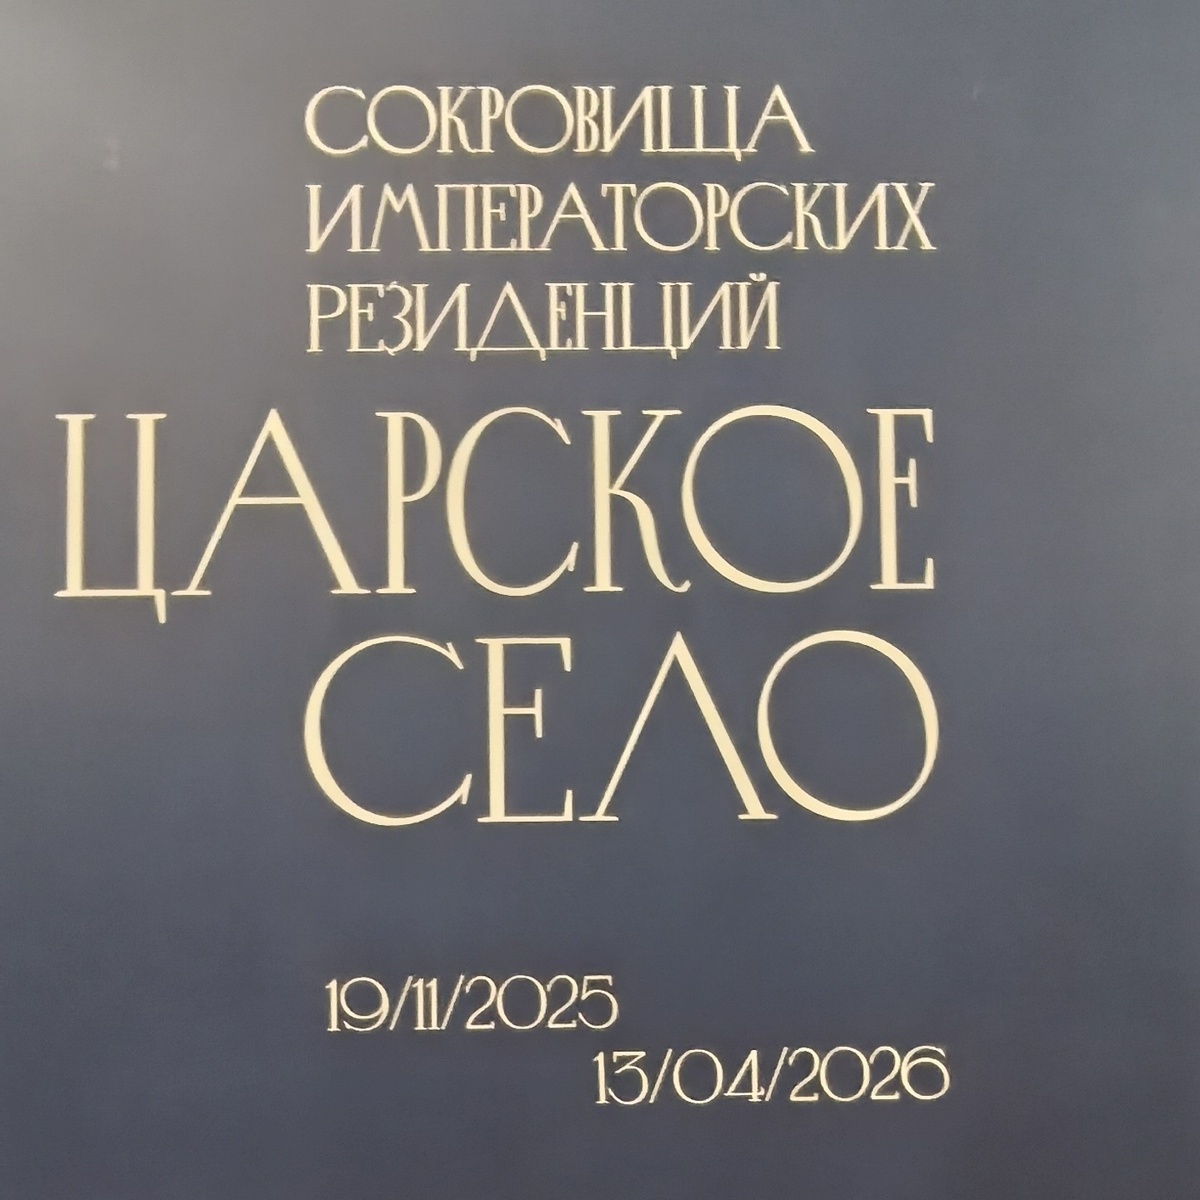 СОКРОВИЩА
ИМПЕРАТОРСКИХ
РЕЗИДЕНЦИЙ
ЦАРСКОЕ
СЕЛО
19/11/2025
13/04/2026